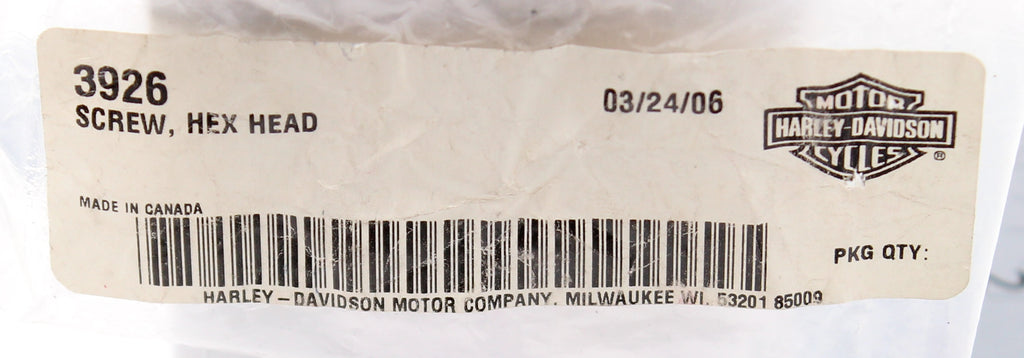 3926
SCREW, HEX HEAD
03/24/06
MOTOR
HARLEY-DAVIDSON
CYCLES
®
MADE IN CANADA
PKG QTY:
HARLEY-DAVIDSON MOTOR COMPANY. MILWAUKEE WI. 53201 85009